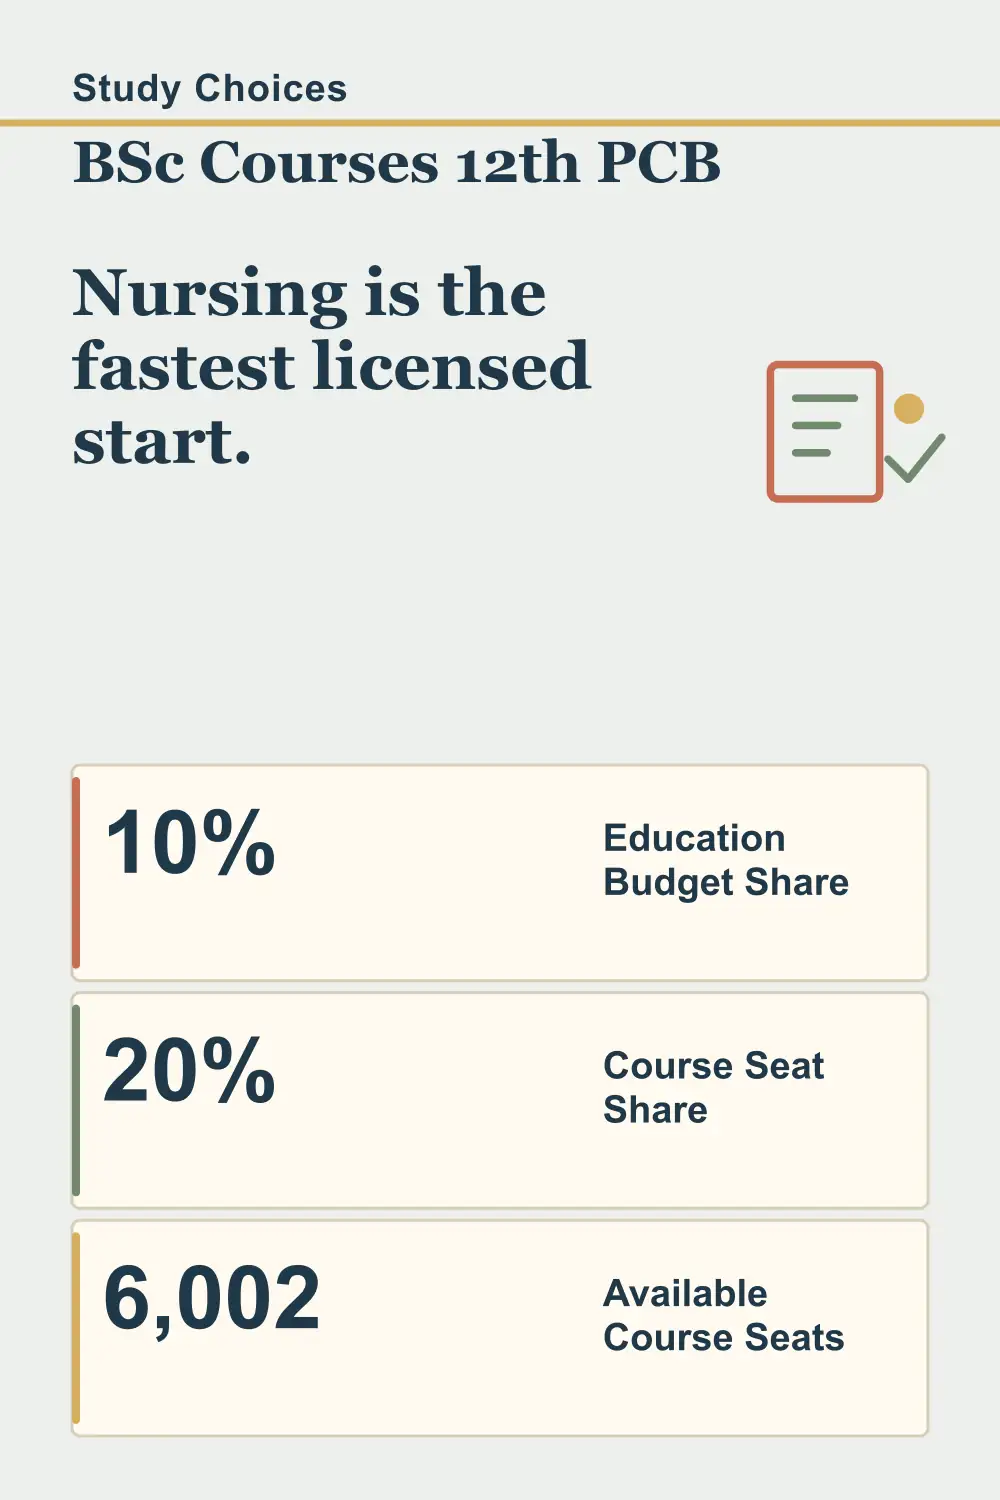 Study Choices
BSc Courses 12th PCB
Nursing is the
fastest licensed
start.
10%
Education
Budget Share
20%
Course Seat
Share
6,002
Available
Course Seats